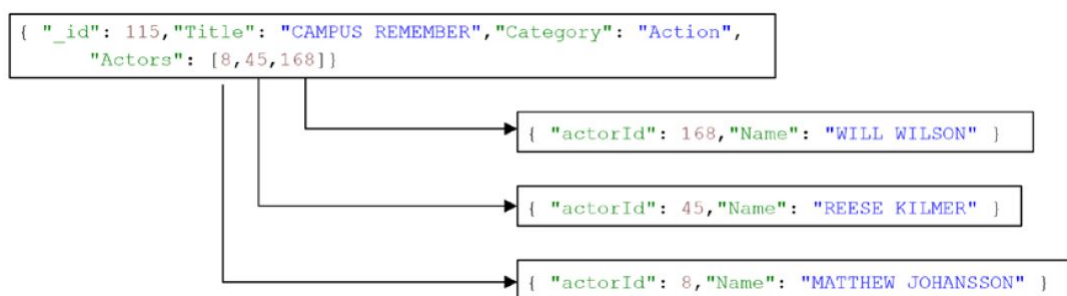 { "_id": 115,"Title": "CAMPUS REMEMBER","Category": "Action",
"Actors": [8,45,168]}
{ "actorId": 168,"Name": "WILL WILSON" }
{ "actorId": 45,"Name": "REESE KILMER" }
{ "actorId": 8,"Name": "MATTHEW JOHANSSON" }